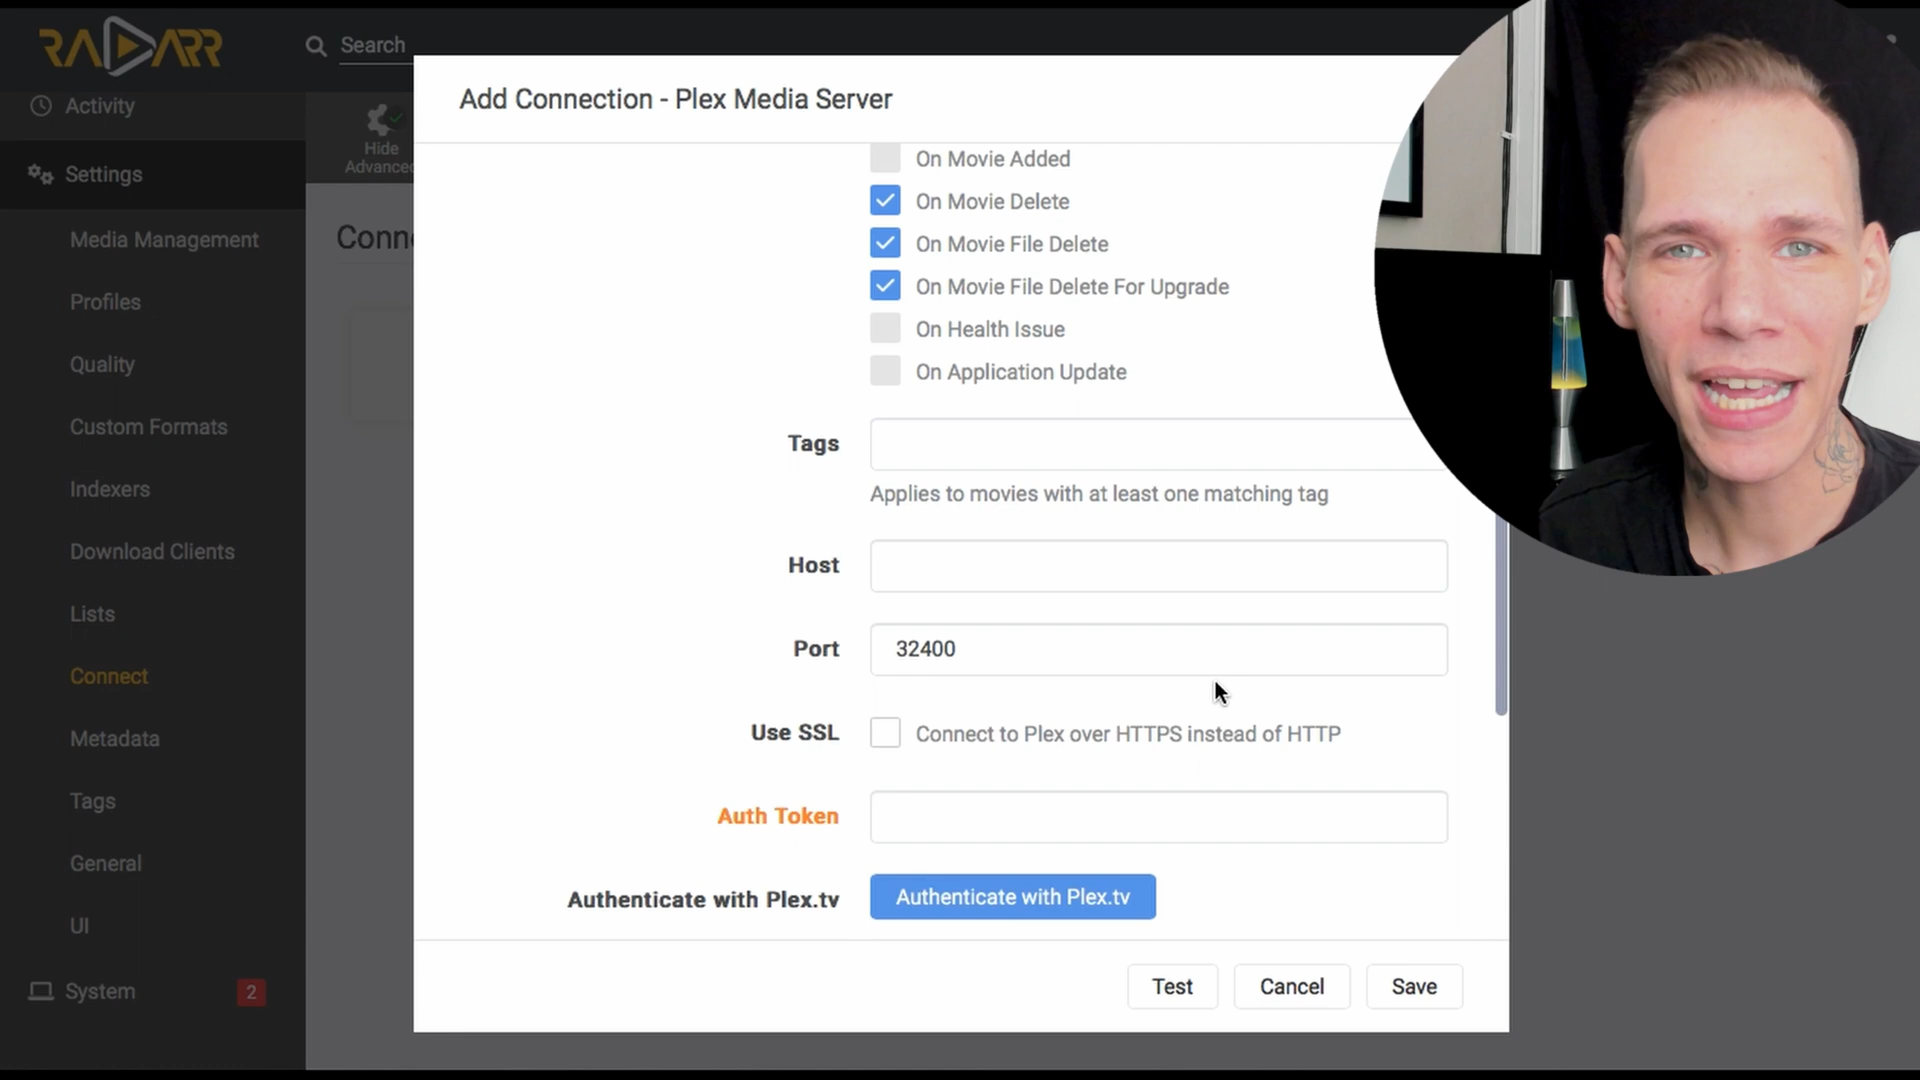 RADARR
Search
Activity
Settings
Media Management
Profiles
Quality
Custom Formats
Indexers
Download Clients
Lists
Connect
Metadata
Tags
General
UI
System
2
Hide
Advanced
Conn
Add Connection - Plex Media Server
On Movie Added
On Movie Delete
On Movie File Delete
On Movie File Delete For Upgrade
On Health Issue
On Application Update
Tags
Applies to movies with at least one matching tag
Host
Port
32400
Use SSL
Connect to Plex over HTTPS instead of HTTP
Auth Token
Authenticate with Plex.tv
Authenticate with Plex.tv
Test
Cancel
Save